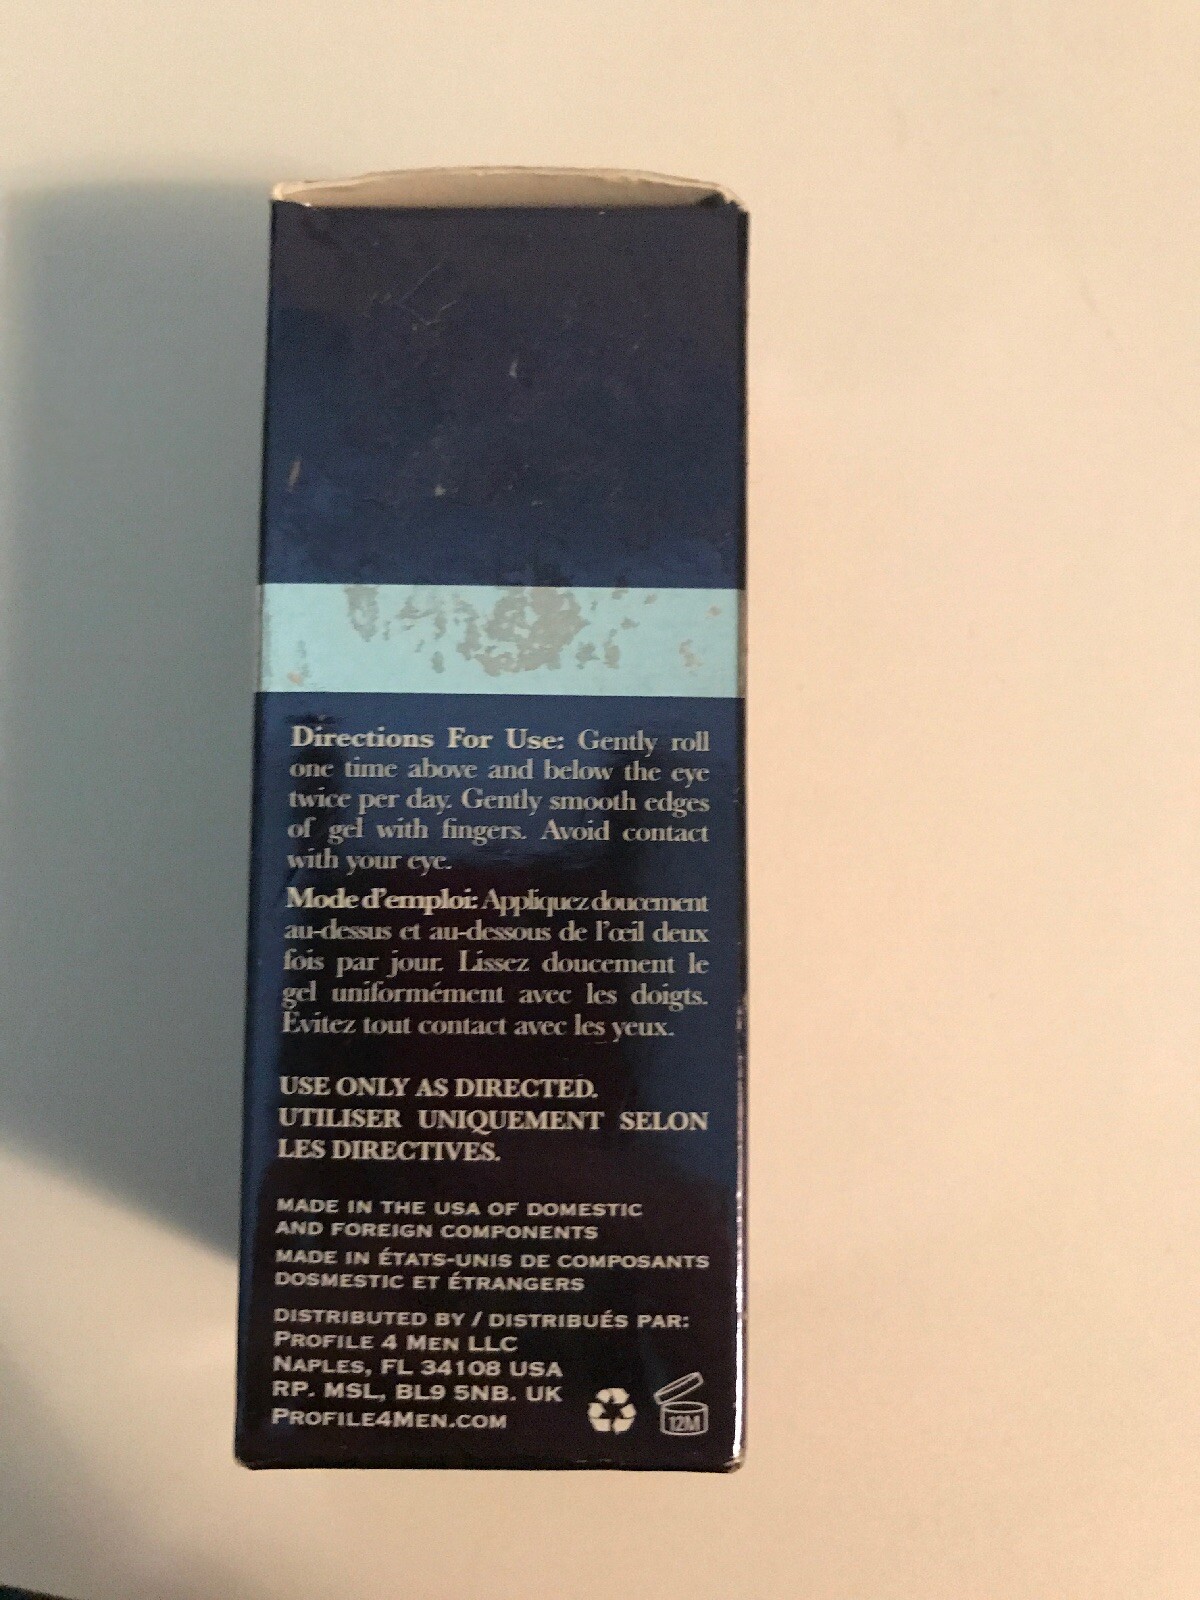 Directions For Use: Gently roll
one time above and below the eye
twice per day. Gently smooth edges
of gel with fingers. Avoid contact
with your eye.
Mode d'emploi: Appliquez doucement
au-dessus et au-dessous de l'œil deux
fois par jour. Lissez doucement le
gel uniformément avec les doigts.
Évitez tout contact avec les yeux.
USE ONLY AS DIRECTED.
UTILISER UNIQUEMENT SELON
LES DIRECTIVES.
MADE IN THE USA OF DOMESTIC
AND FOREIGN COMPONENTS
MADE IN ÉTATS-UNIS DE COMPOSANTS
DOSMESTIC ET ÉTRANGERS
DISTRIBUTED BY / DISTRIBUÉS PAR:
PROFILE 4 MEN LLC
NAPLES, FL 34108 USA
RP. MSL, BL9 5NB. UK
PROFILE4MEN.COM
12M